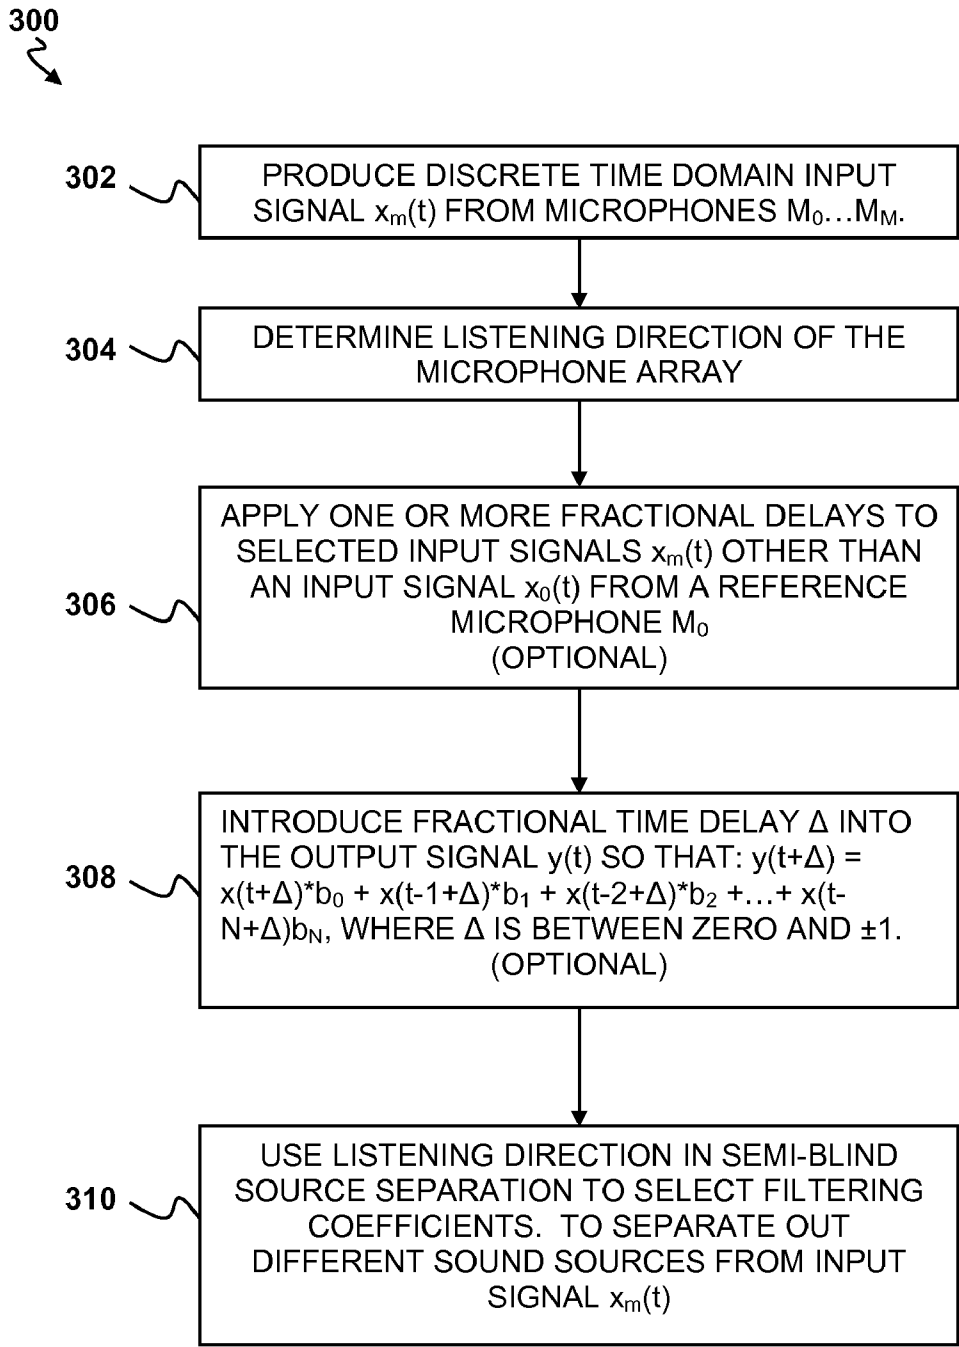 300
302
PRODUCE DISCRETE TIME DOMAIN INPUT
SIGNAL xₘ(t) FROM MICROPHONES M₀…M_M.
304
DETERMINE LISTENING DIRECTION OF THE
MICROPHONE ARRAY
306
APPLY ONE OR MORE FRACTIONAL DELAYS TO
SELECTED INPUT SIGNALS xₘ(t) OTHER THAN
AN INPUT SIGNAL x₀(t) FROM A REFERENCE
MICROPHONE M₀
(OPTIONAL)
308
INTRODUCE FRACTIONAL TIME DELAY Δ INTO
THE OUTPUT SIGNAL y(t) SO THAT: y(t+Δ) =
x(t+Δ)*b₀ + x(t-1+Δ)*b₁ + x(t-2+Δ)*b₂ +…+ x(t-
N+Δ)b_N, WHERE Δ IS BETWEEN ZERO AND ±1.
(OPTIONAL)
310
USE LISTENING DIRECTION IN SEMI-BLIND
SOURCE SEPARATION TO SELECT FILTERING
COEFFICIENTS. TO SEPARATE OUT
DIFFERENT SOUND SOURCES FROM INPUT
SIGNAL xₘ(t)